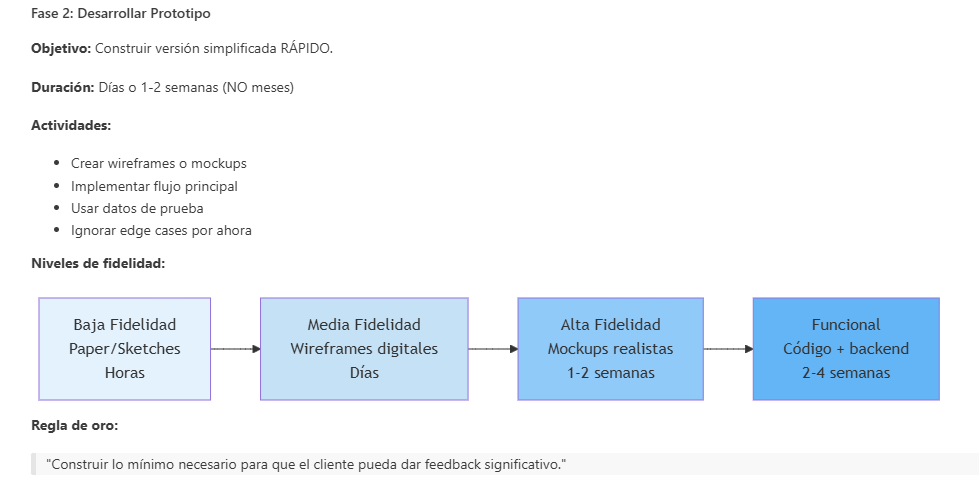 Fase 2: Desarrollar Prototipo
Objetivo: Construir versión simplificada RÁPIDO.
Duración: Días o 1-2 semanas (NO meses)
Actividades:
Crear wireframes o mockups
Implementar flujo principal
Usar datos de prueba
Ignorar edge cases por ahora
Niveles de fidelidad:
Baja Fidelidad
Paper/Sketches
Horas
Media Fidelidad
Wireframes digitales
Días
Alta Fidelidad
Mockups realistas
1-2 semanas
Funcional
Código + backend
2-4 semanas
Regla de oro:
"Construir lo mínimo necesario para que el cliente pueda dar feedback significativo."